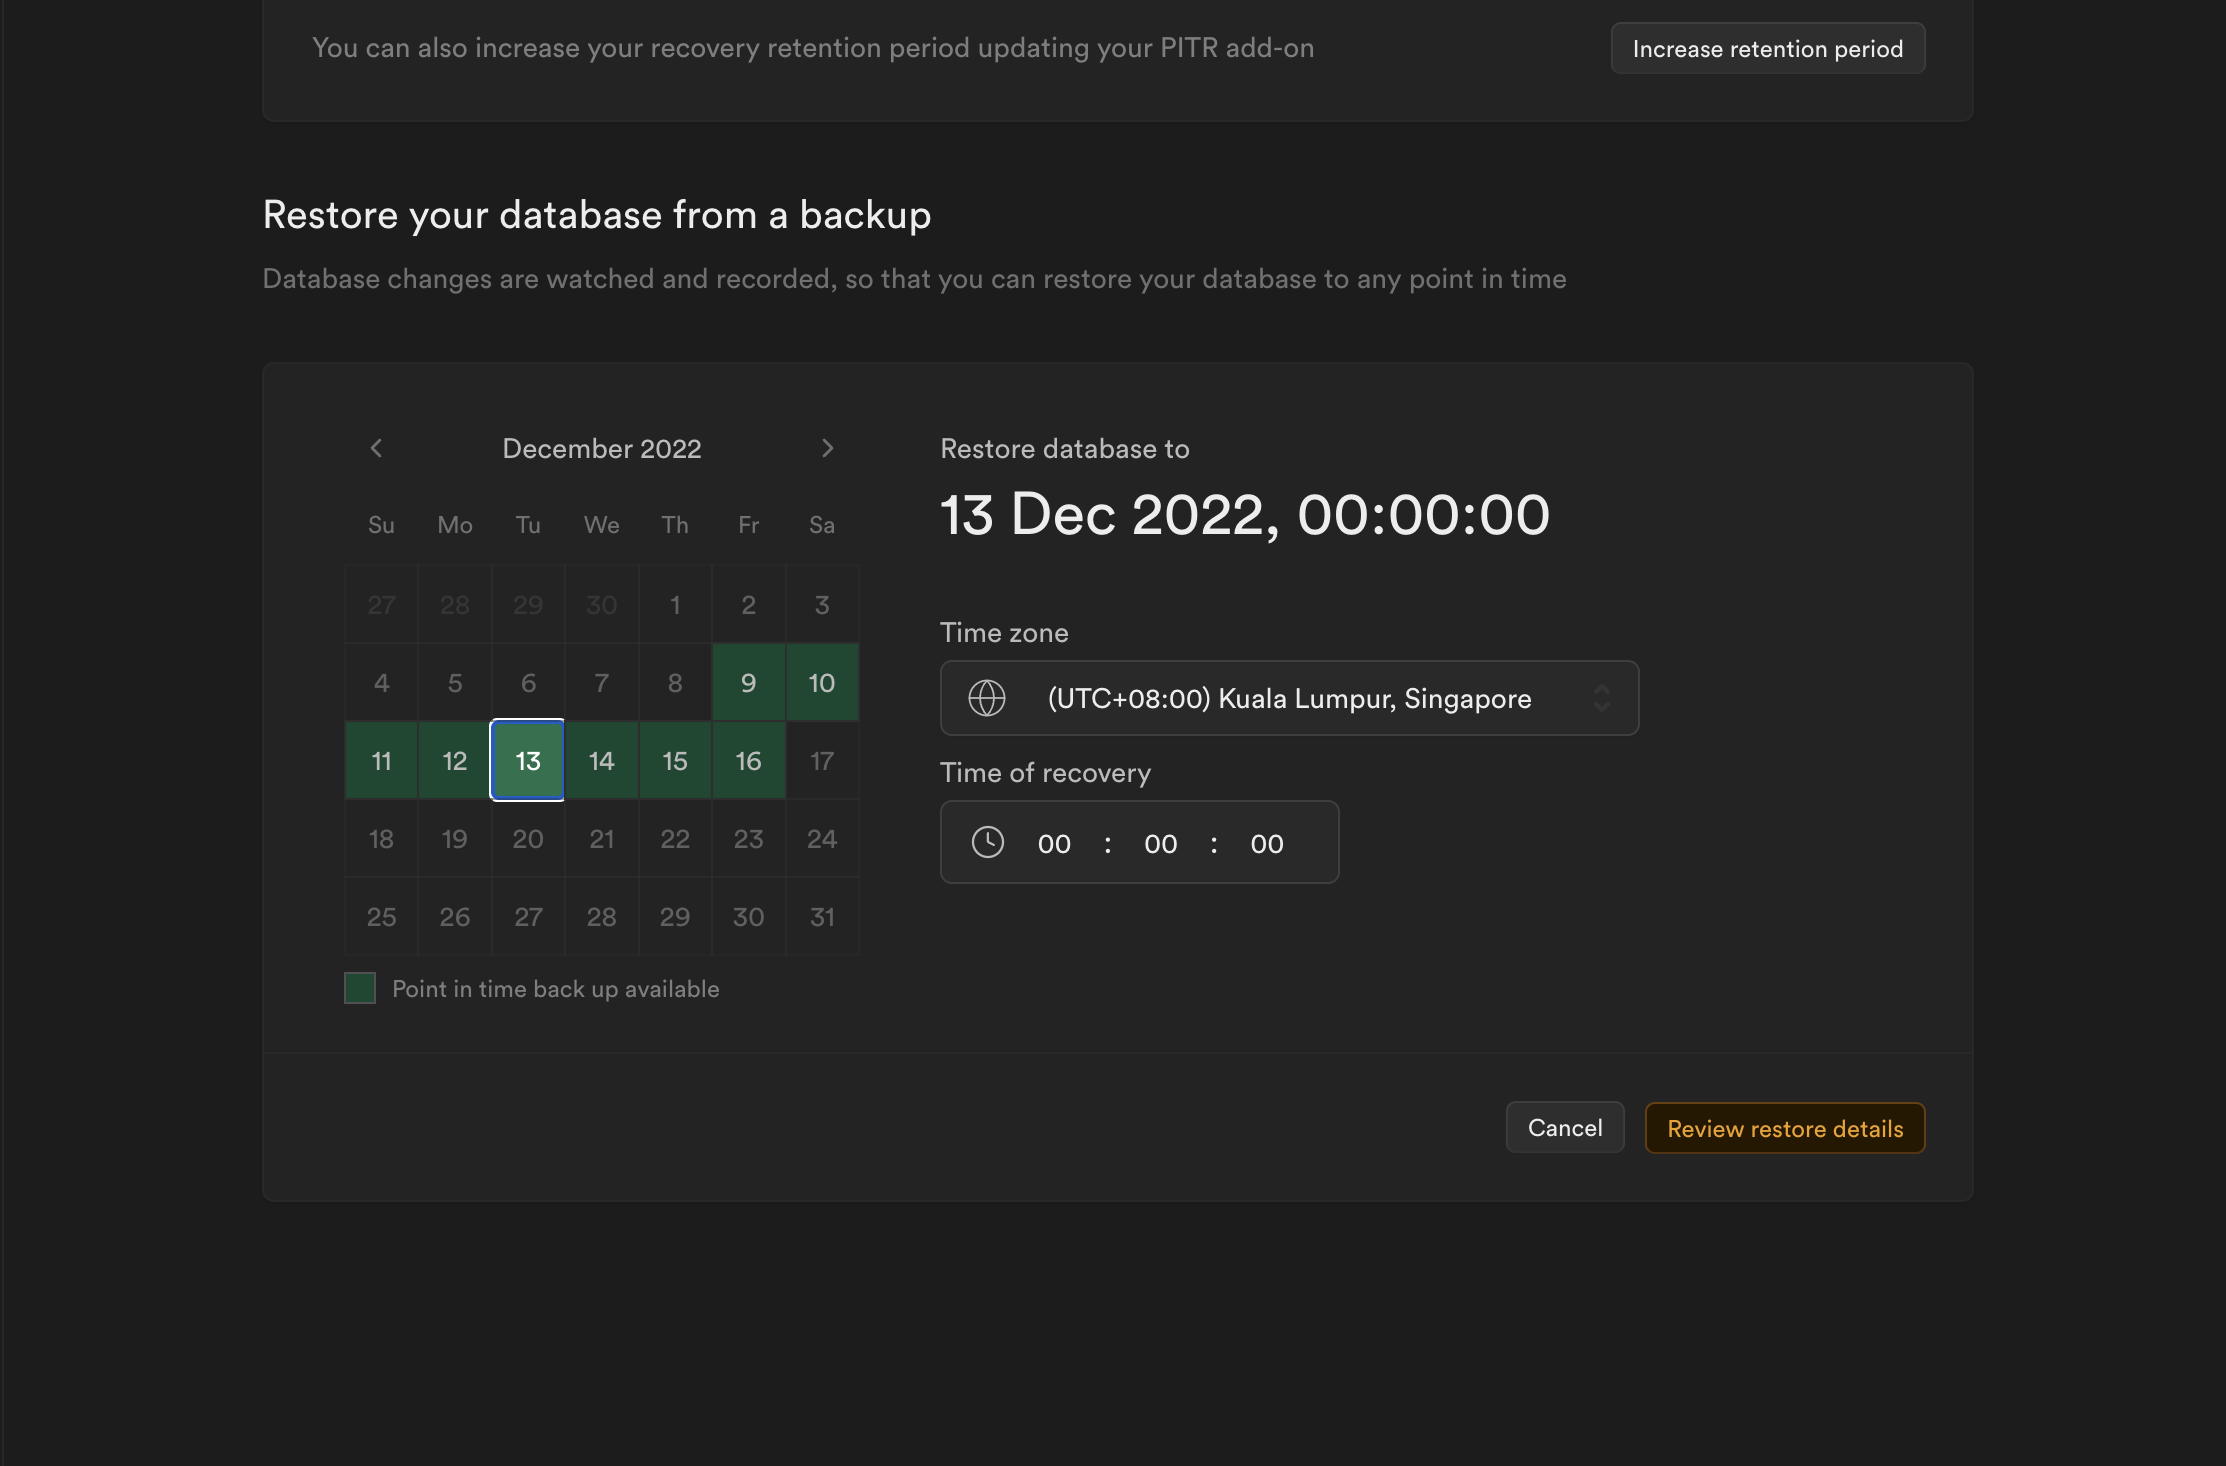 You can also increase your recovery retention period updating your PITR add-on
Increase retention period
Restore your database from a backup
Database changes are watched and recorded, so that you can restore your database to any point in time
December 2022
Su Mo Tu We Th Fr Sa
27 28 29 30 1 2 3
4 5 6 7 8 9 10
11 12 13 14 15 16 17
18 19 20 21 22 23 24
25 26 27 28 29 30 31
Point in time back up available
Restore database to
13 Dec 2022, 00:00:00
Time zone
(UTC+08:00) Kuala Lumpur, Singapore
Time of recovery
00 : 00 : 00
Cancel
Review restore details